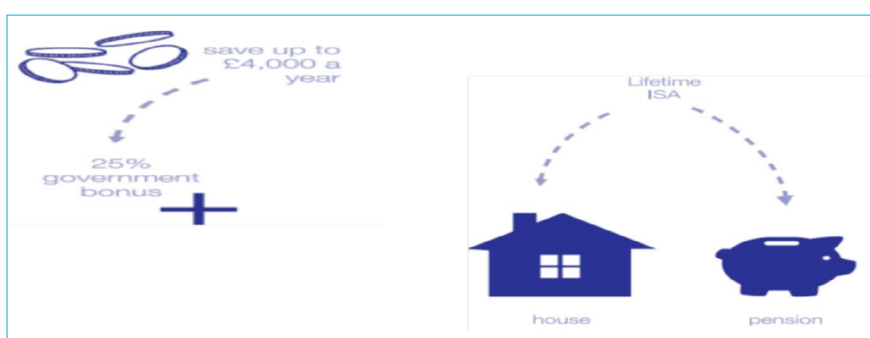 save up to
£4,000 a
year
25%
government
bonus
Lifetime
ISA
house
pension